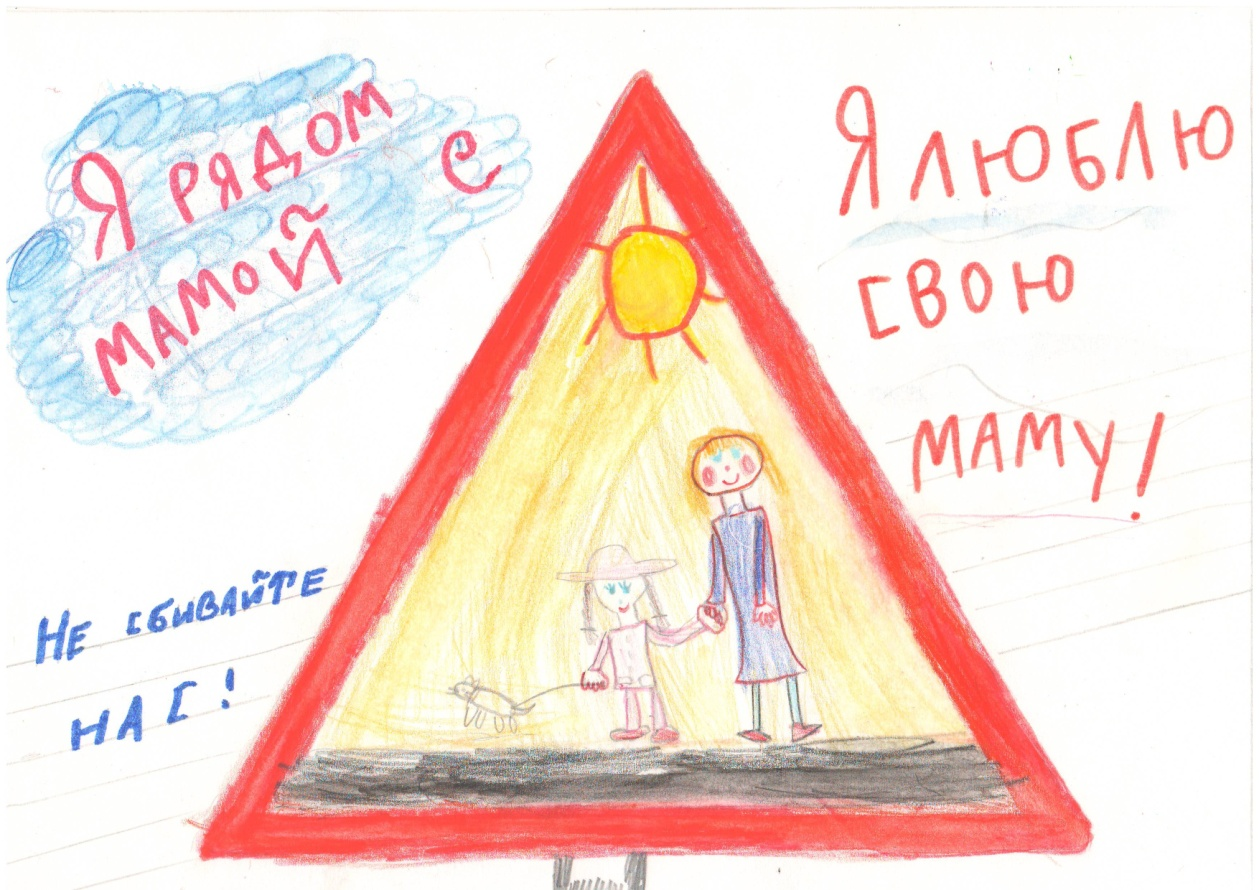 Я РЯДОМ С
МАМОЙ
Я ЛЮБЛЮ
СВОЮ
МАМУ!
НЕ СБИВАЙТЕ
НАС!